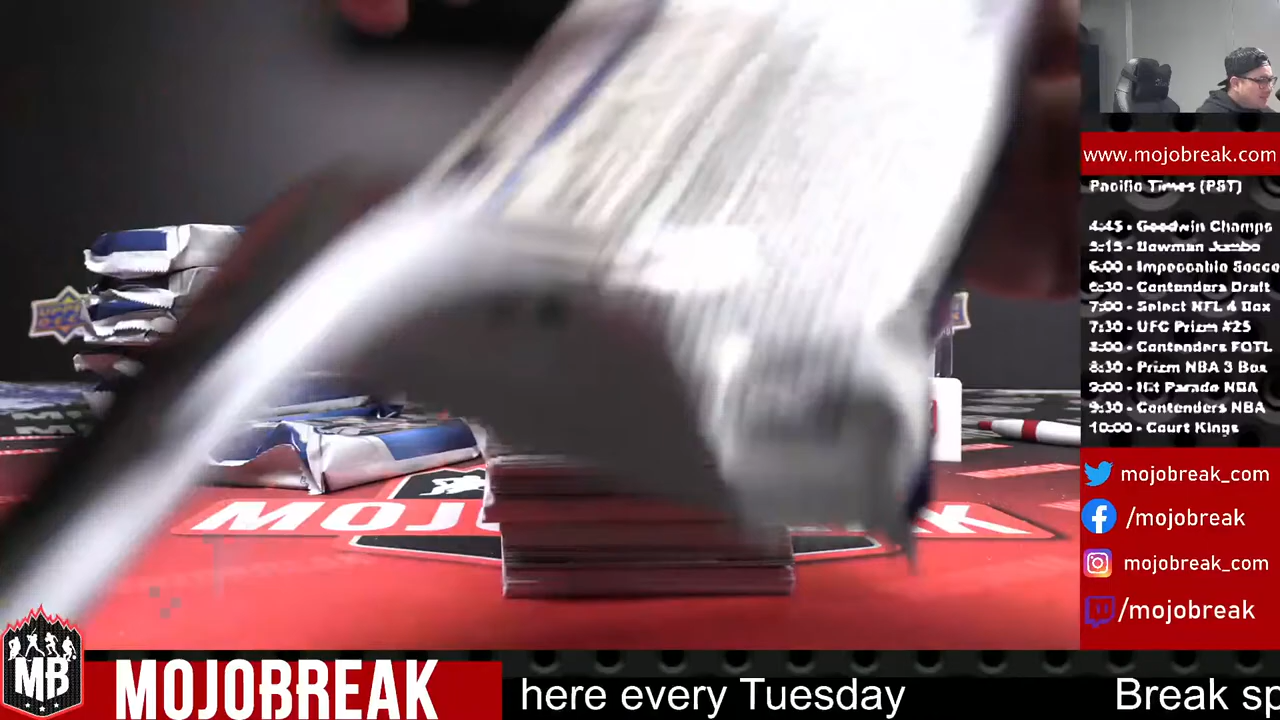 www.mojobreak.com
Pacific Times (PST)
4:45 - Goodwin Champs
5:15 - Bowman Jumbo
6:00 - Impeccable Socce
6:30 - Contenders Draft
7:00 - Select NFL 4 Box
7:30 - UFC Prizm #25
8:00 - Contenders FOTL
8:30 - Prizm NBA 3 Box
9:00 - Hit Parade NBA
9:30 - Contenders NBA
10:00 - Court Kings
mojobreak_com
/mojobreak
mojobreak_com
/mojobreak
MOJ K
MB
MOJOBREAK
here every Tuesday Break sp